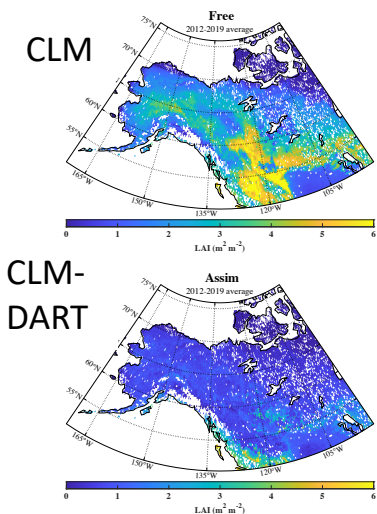 CLM
Free
2012-2019 average
75°N
70°N
65°N
60°N
55°N
165°W
150°W
135°W
120°W
105°W
0 1 2 3 4 5 6
LAI (m² m⁻²)
CLM-
DART
Assim
2012-2019 average
75°N
70°N
65°N
60°N
55°N
165°W
150°W
135°W
120°W
105°W
0 1 2 3 4 5 6
LAI (m² m⁻²)